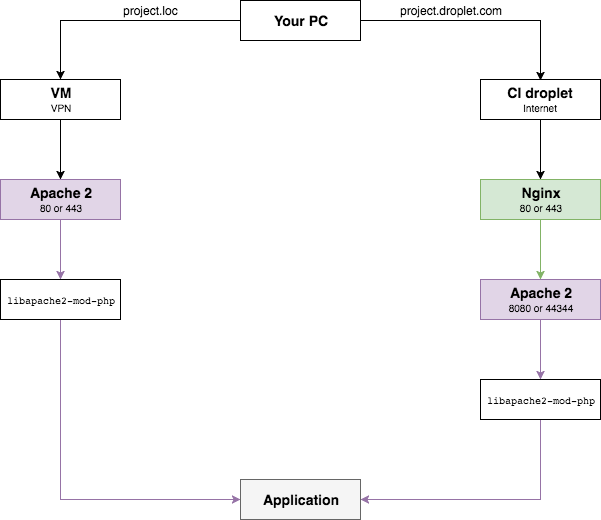 project.loc
Your PC
project.droplet.com
VM
VPN
CI droplet
Internet
Apache 2
80 or 443
Nginx
80 or 443
libapache2-mod-php
Apache 2
8080 or 44344
libapache2-mod-php
Application